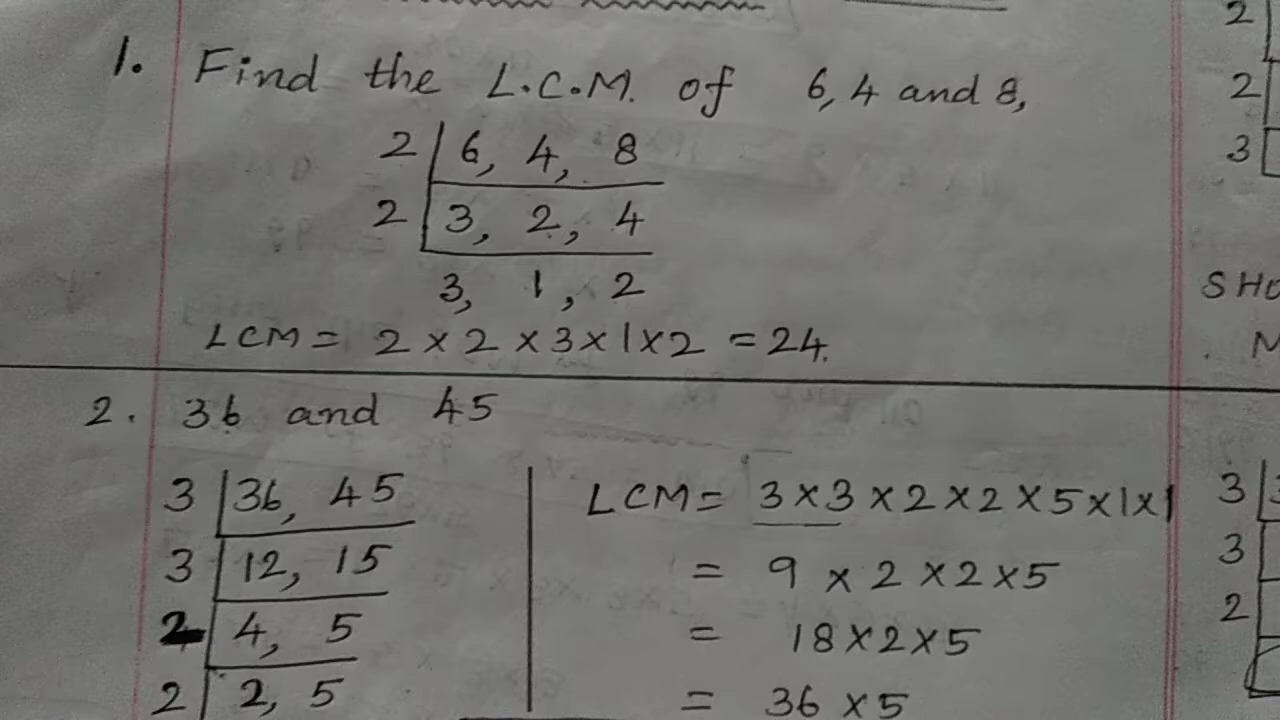 1. Find the L.C.M. of 6, 4 and 8,
2 | 6, 4, 8
2 | 3, 2, 4
3, 1, 2
LCM = 2 × 2 × 3 × 1 × 2 = 24.
2. 36 and 45
3 | 36, 45
3 | 12, 15
2 | 4, 5
2 | 2, 5
LCM = 3 × 3 × 2 × 2 × 5 × 1 × 1
= 9 × 2 × 2 × 5
= 18 × 2 × 5
= 36 × 5
2
2
3
3
3
2